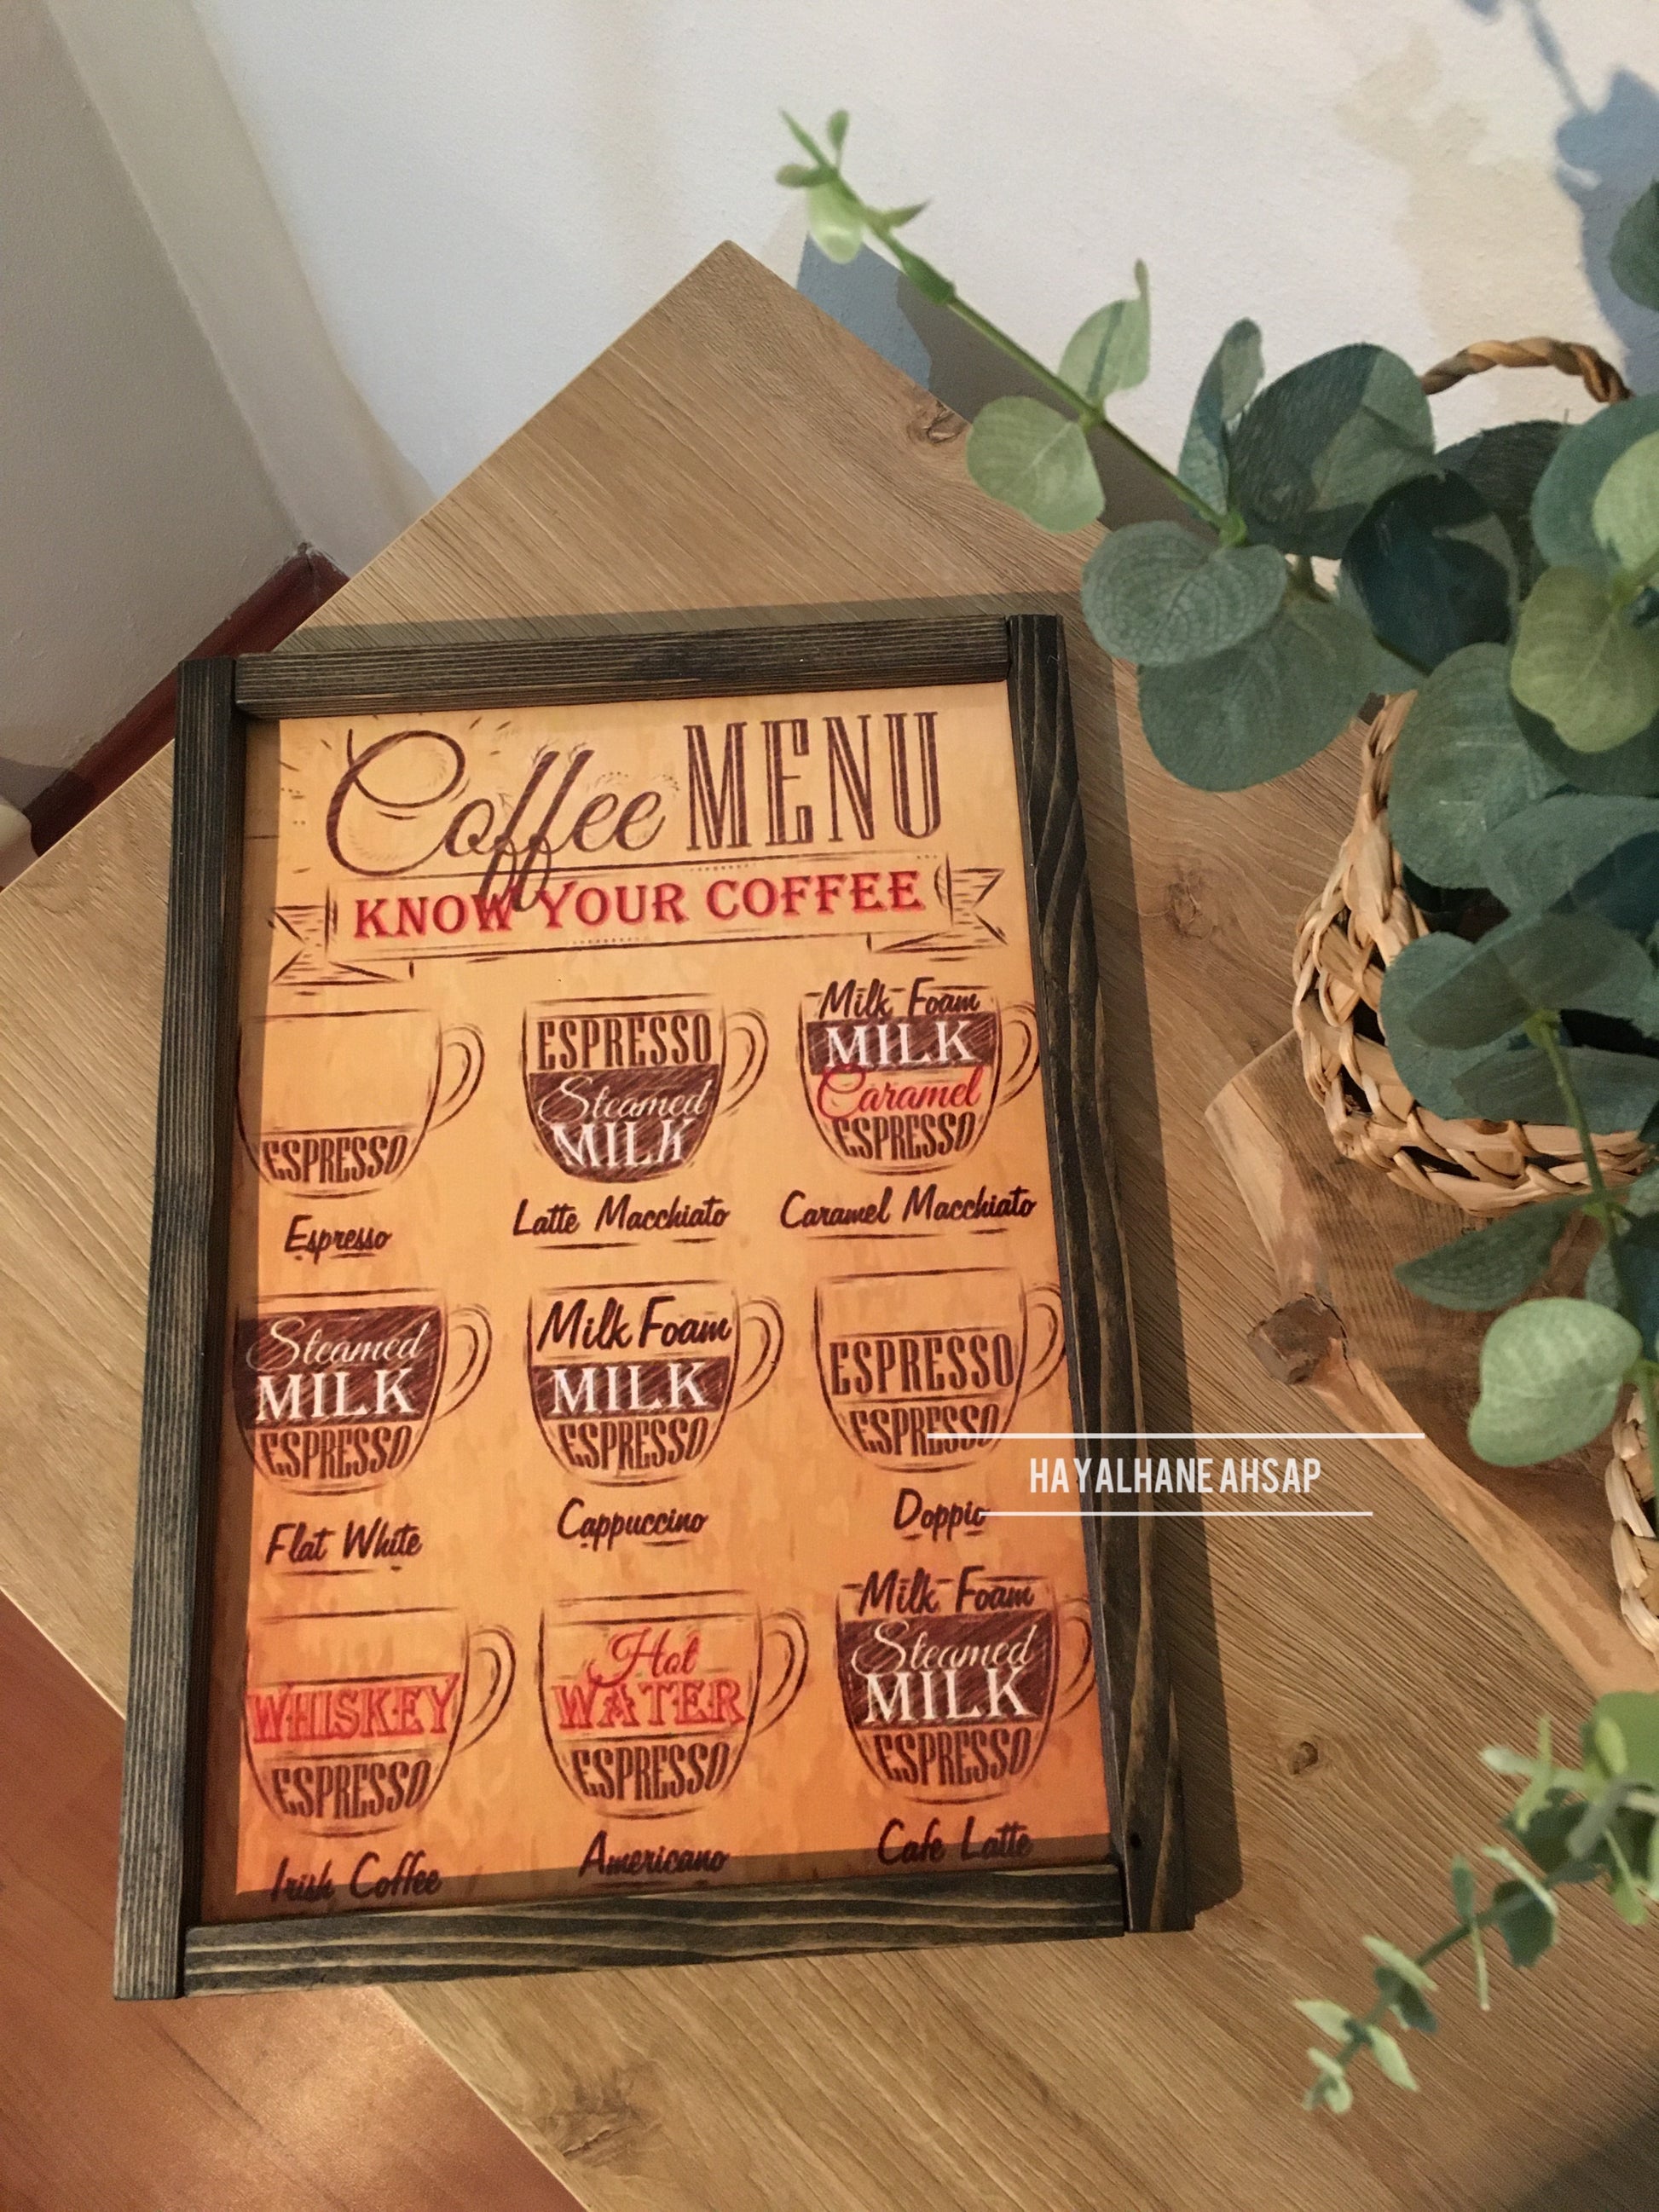 Coffee MENU
KNOW YOUR COFFEE
ESPRESSO
Espresso
ESPRESSO
Steamed
MILK
Latte Macchiato
Milk Foam
MILK
Caramel
ESPRESSO
Caramel Macchiato
Steamed
MILK
ESPRESSO
Flat White
Milk Foam
MILK
ESPRESSO
Cappuccino
ESPRESSO
ESPRESSO
Doppio
WHISKEY
ESPRESSO
Irish Coffee
Hot
WATER
ESPRESSO
Americano
Milk Foam
Steamed
MILK
ESPRESSO
Cafe Latte
HAYALHANE AHSAP